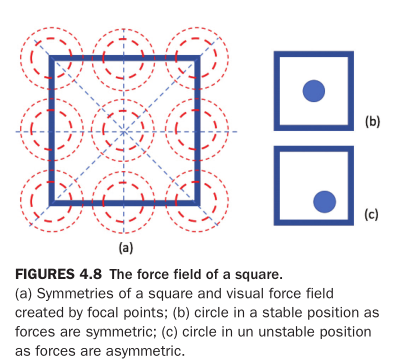 (b)
(c)
(a)
FIGURES 4.8 The force field of a square.
(a) Symmetries of a square and visual force field
created by focal points; (b) circle in a stable position as
forces are symmetric; (c) circle in un unstable position
as forces are asymmetric.